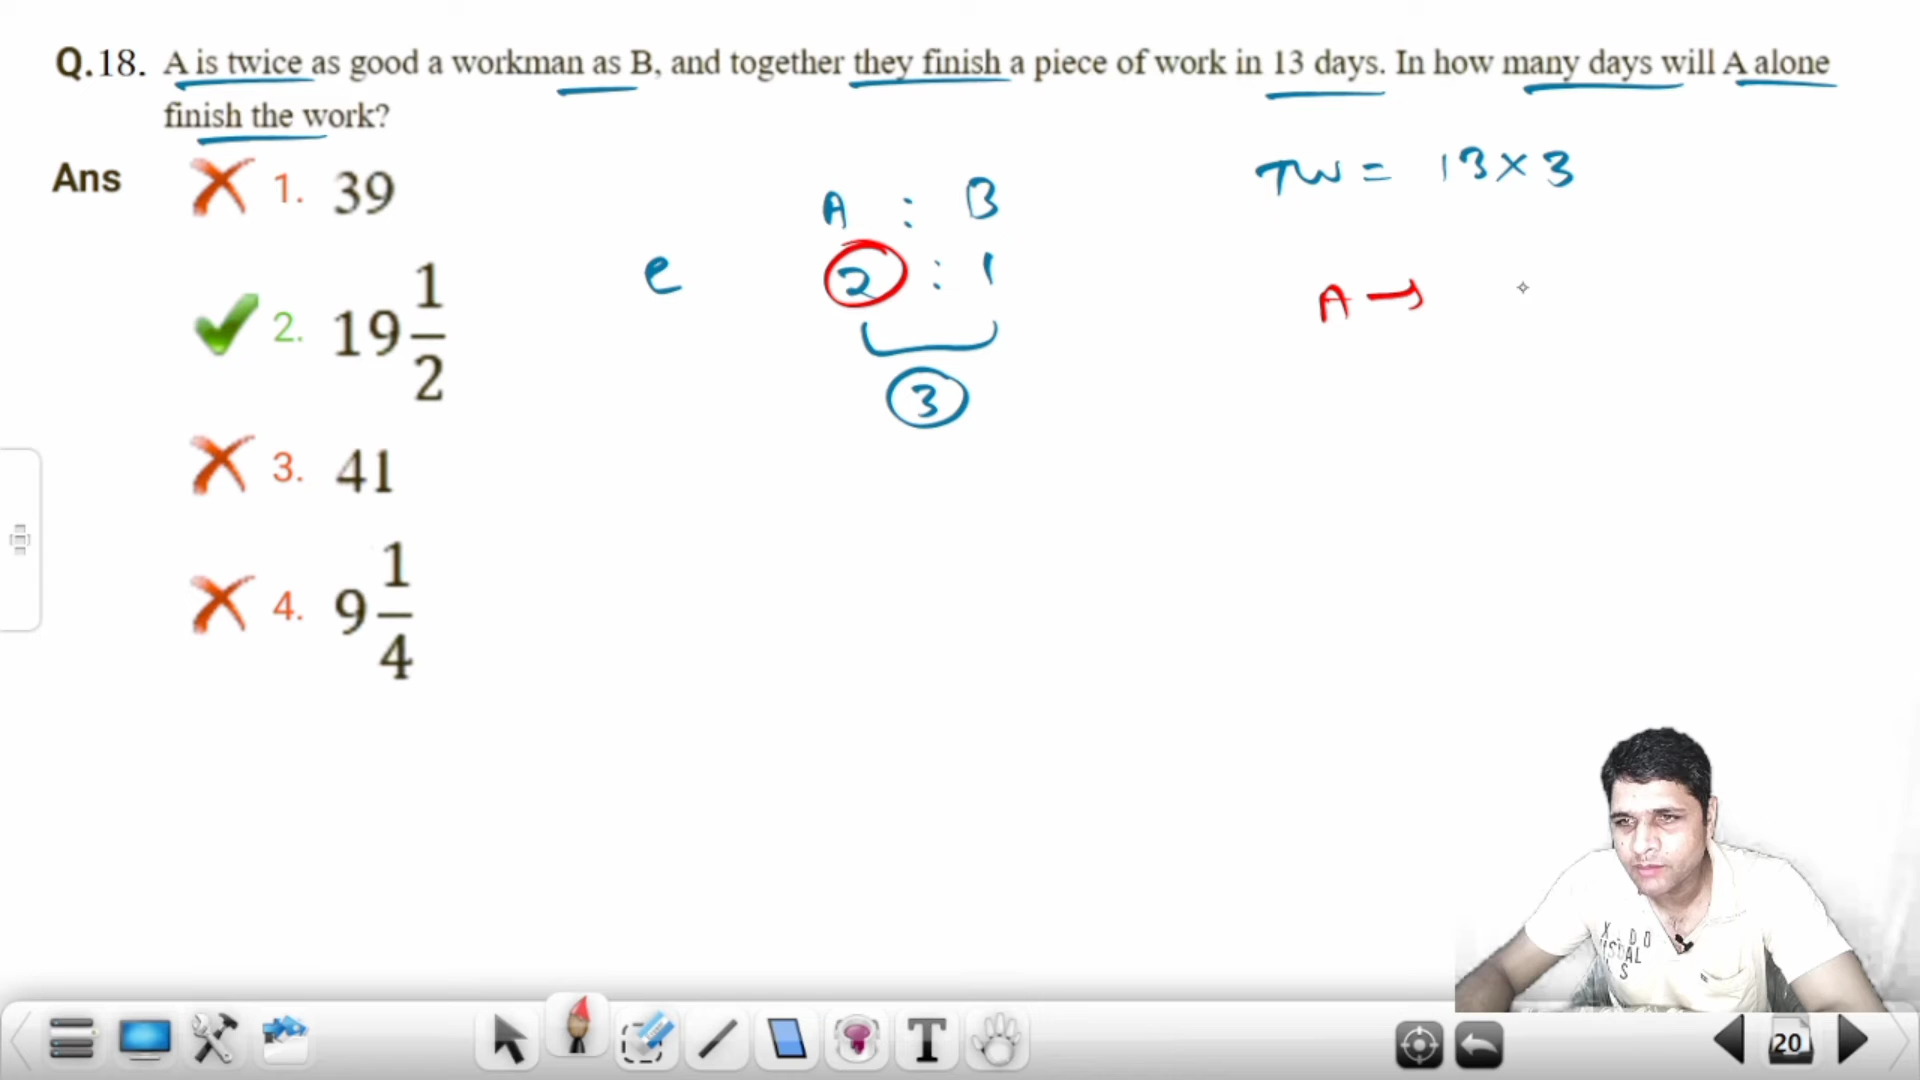 Q.18. A is twice as good a workman as B, and together they finish a piece of work in 13 days. In how many days will A alone
finish the work?
Ans
1. 39
2. 19 1/2
3. 41
4. 9 1/4
A : B
e 2 : 1
3
TW = 13 × 3
A →
T
20